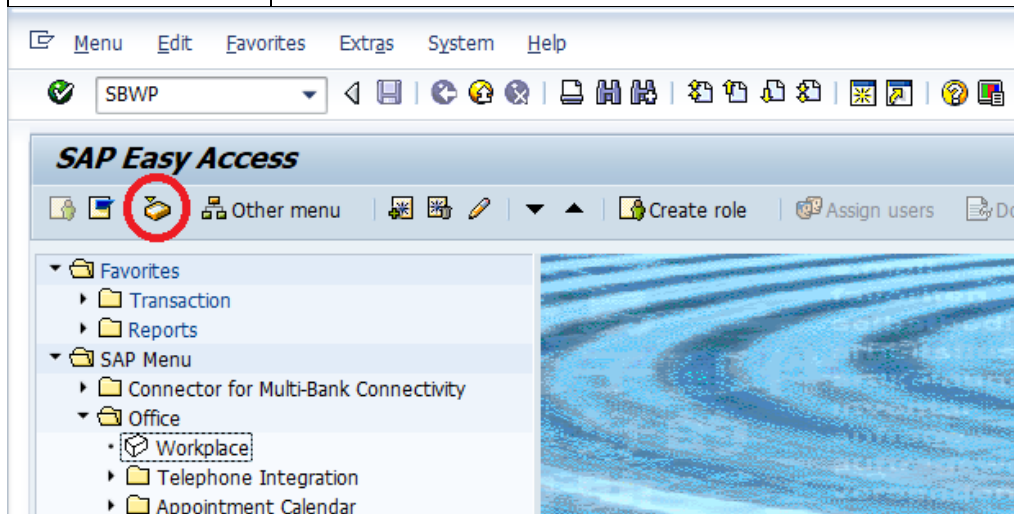 Menu Edit Favorites Extras System Help
SBWP
SAP Easy Access
Other menu Create role Assign users Do
Favorites
Transaction
Reports
SAP Menu
Connector for Multi-Bank Connectivity
Office
Workplace
Telephone Integration
Appointment Calendar